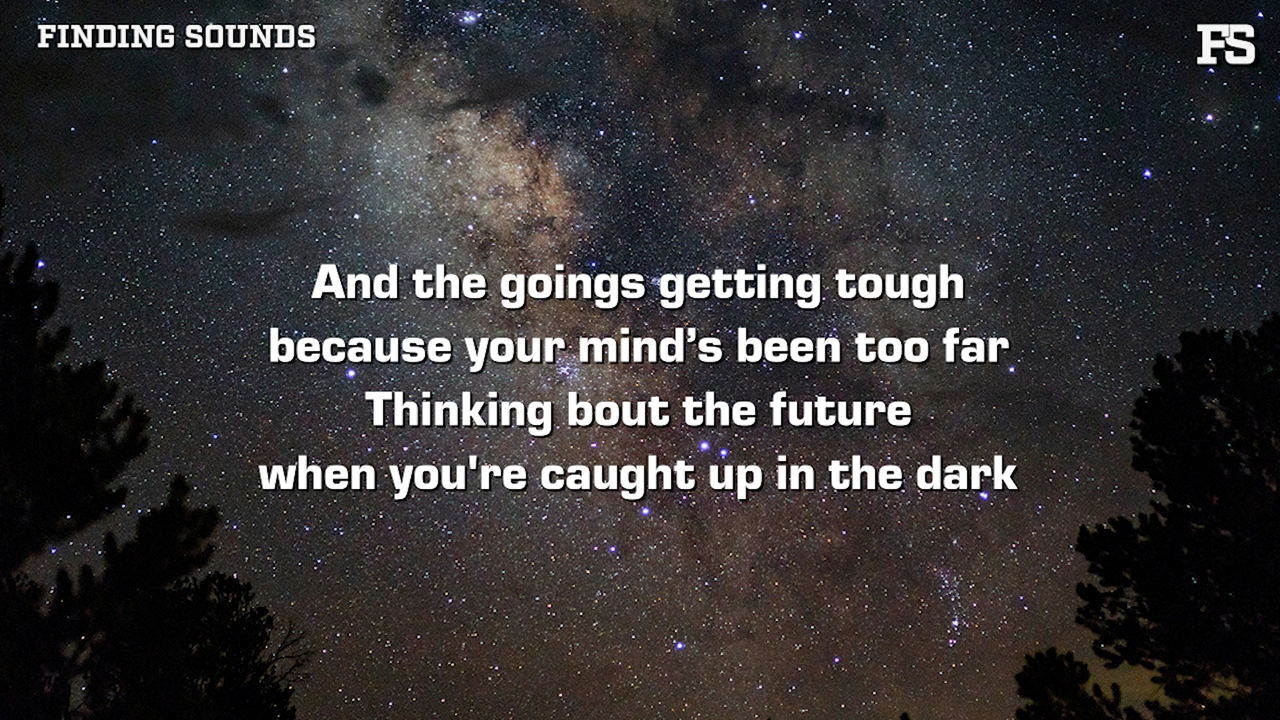 FINDING SOUNDS
FS
And the goings getting tough
because your mind’s been too far
Thinking bout the future
when you're caught up in the dark